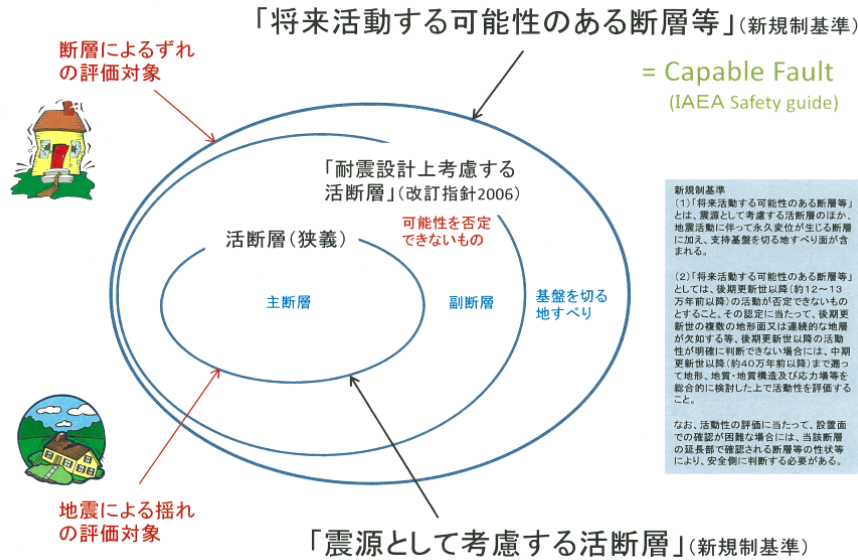 「将来活動する可能性のある断層等」(新規制基準)
断層によるずれ
の評価対象
= Capable Fault
(IAEA Safety guide)
「耐震設計上考慮する
活断層」(改訂指針2006)
可能性を否定
できないもの
活断層(狭義)
主断層
副断層
基盤を切る
地すべり
新規制基準
(1)「将来活動する可能性のある断層等」
とは、震源として考慮する活断層のほか、
地震活動に伴って永久変位が生じる断層
に加え、支持基盤を切る地すべり面が含
まれる。
(2)「将来活動する可能性のある断層等」
としては、後期更新世以降(約12～13
万年前以降)の活動が否定できないもの
とすること。その認定に当たって、後期更
新世の複数の地形面又は連続的な地層
が欠如する等、後期更新世以降の活動
性が明確に判断できない場合には、中期
更新世以降(約40万年前以降)まで遡っ
て地形、地質・地質構造及び応力場等を
総合的に検討した上で活動性を評価する
こと。
なお、活動性の評価に当たって、設置面
での確認が困難な場合には、当該断層
の延長部で確認される断層等の性状等
により、安全側に判断する必要がある。
地震による揺れ
の評価対象
「震源として考慮する活断層」(新規制基準)